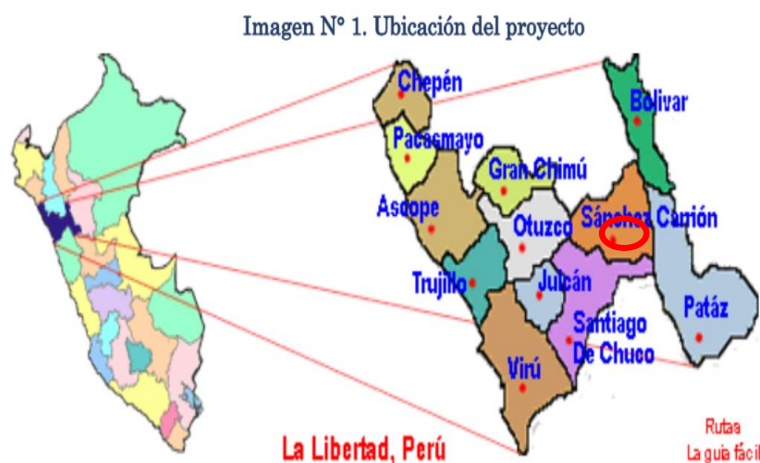 Imagen N° 1. Ubicación del proyecto
Chepén
Bolivar
Pacasmayo
Gran Chimú
Ascope
Otuzco
Sánchez Carrión
Trujillo
Julcán
Santiago
De Chuco
Patáz
Virú
La Libertad, Perú
Rutas
La guia fácil